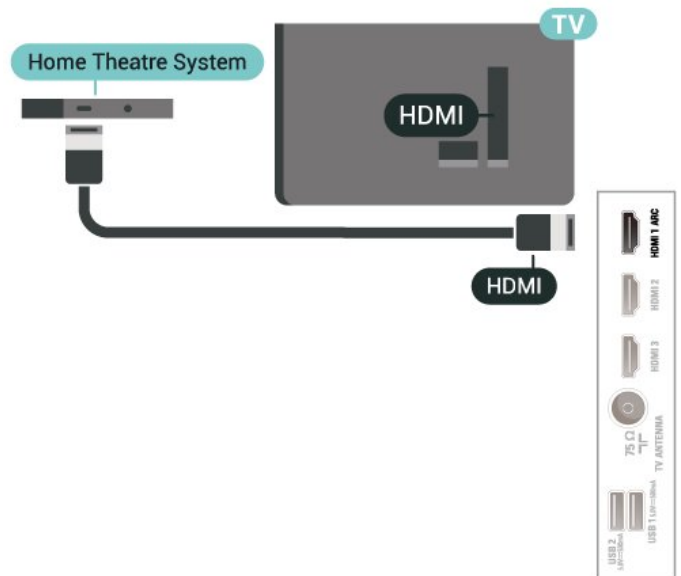 TV
Home Theatre System
HDMI
HDMI
HDMI 1 ARC
HDMI 2
HDMI 3
75 Ω
TV ANTENNA
USB 1
USB 2